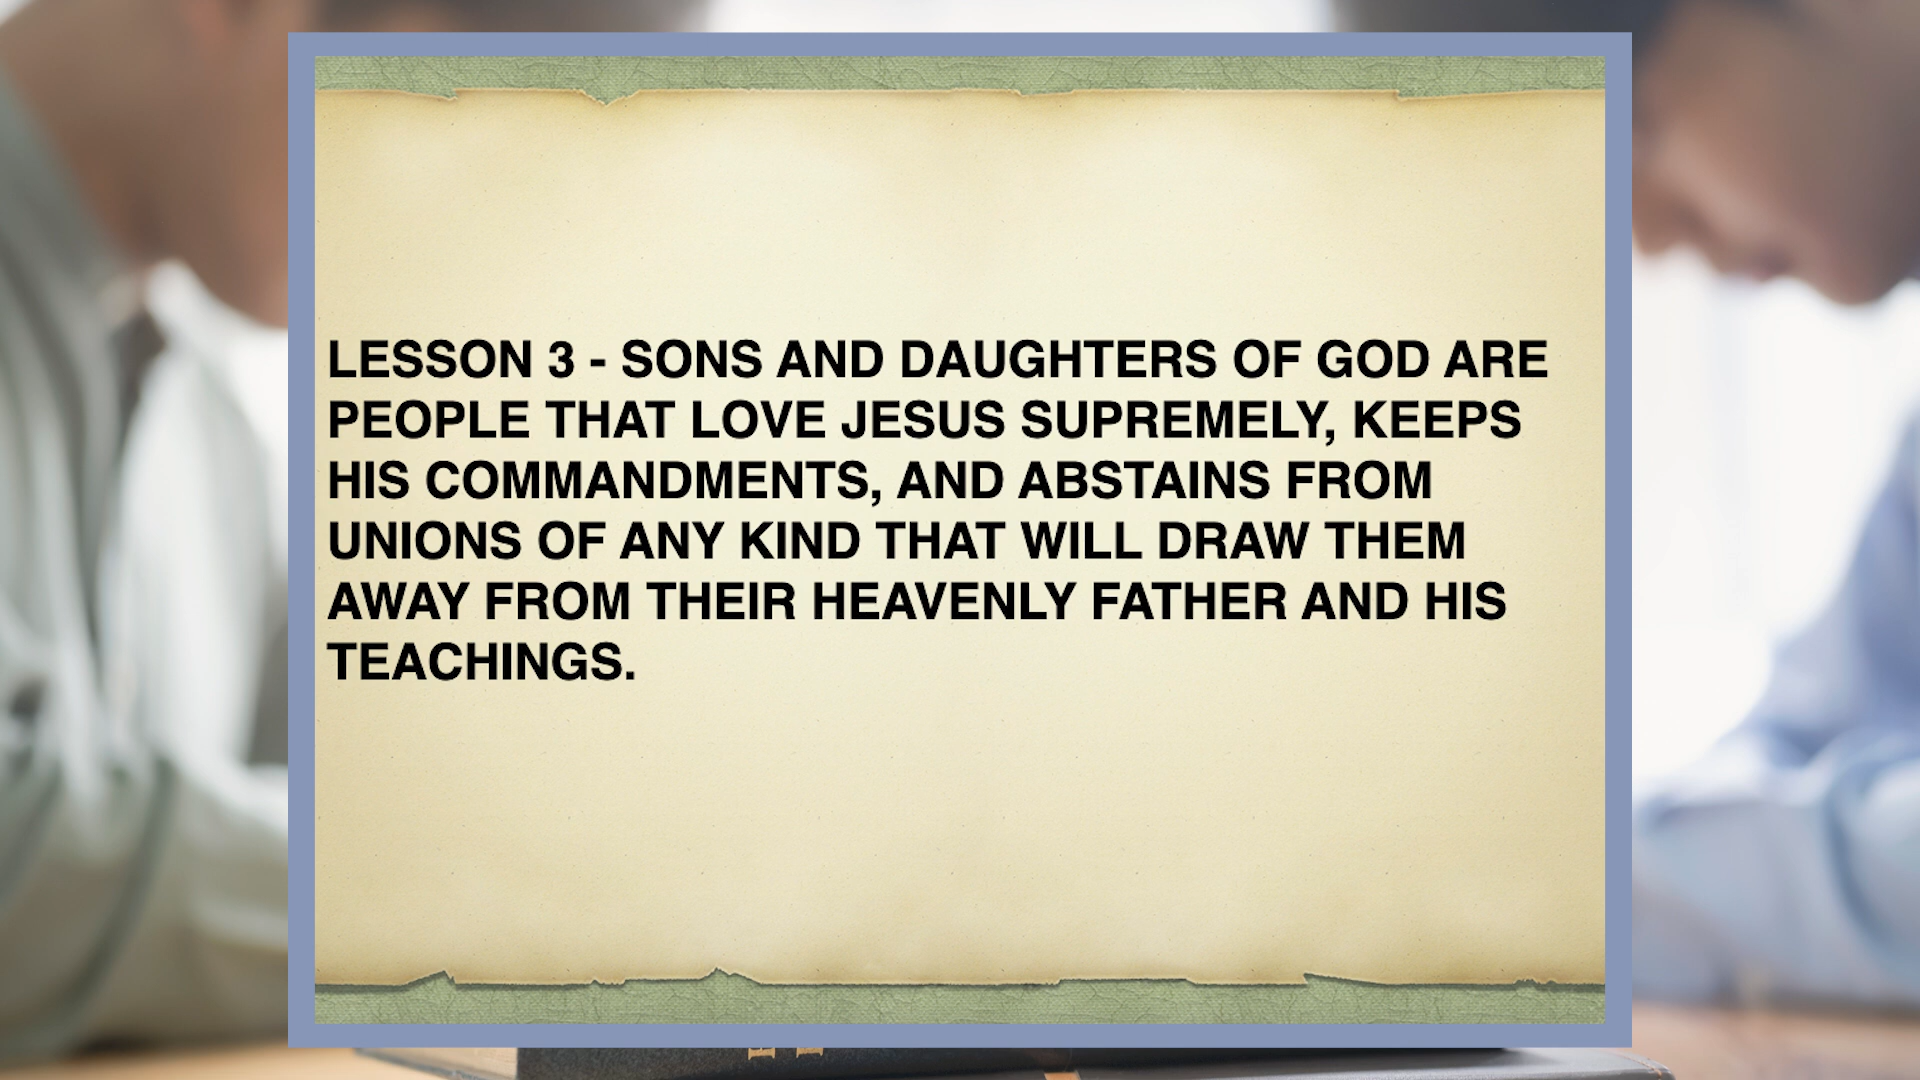 LESSON 3 - SONS AND DAUGHTERS OF GOD ARE
PEOPLE THAT LOVE JESUS SUPREMELY, KEEPS
HIS COMMANDMENTS, AND ABSTAINS FROM
UNIONS OF ANY KIND THAT WILL DRAW THEM
AWAY FROM THEIR HEAVENLY FATHER AND HIS
TEACHINGS.